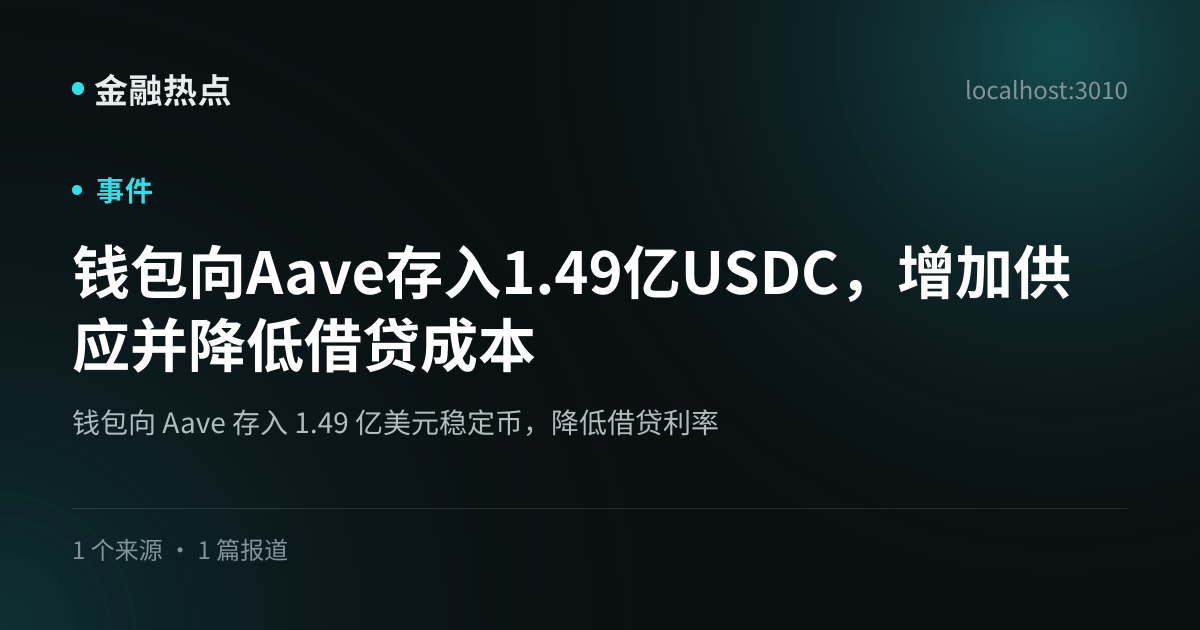 金融热点
localhost:3010
事件
钱包向Aave存入1.49亿USDC，增加供
应并降低借贷成本
钱包向 Aave 存入 1.49 亿美元稳定币，降低借贷利率
1 个来源 · 1 篇报道